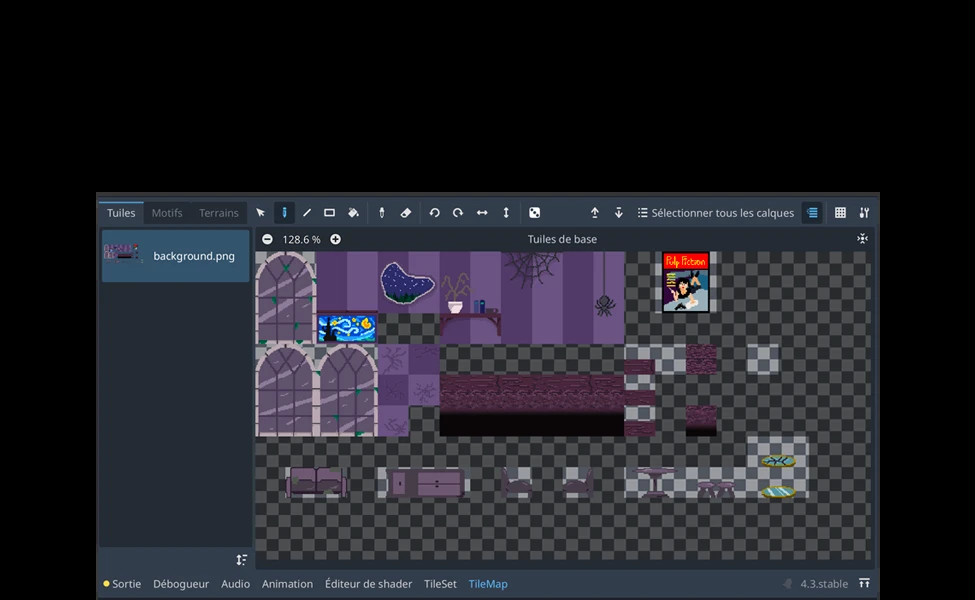 Tuiles Motifs Terrains Sélectionner tous les calques
background.png
128.6 % Tuiles de base
Pulp Fiction
Sortie Débogueur Audio Animation Éditeur de shader TileSet TileMap 4.3.stable